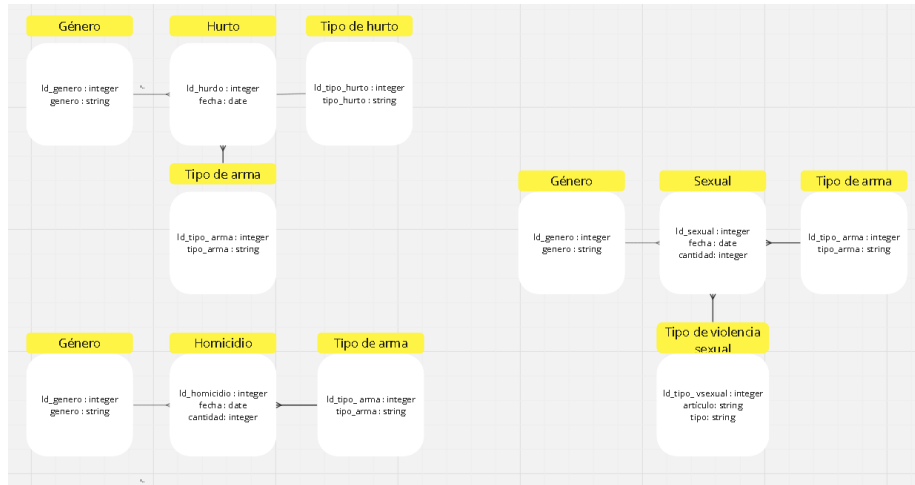 Género
Id_genero : integer
genero : string
Hurto
Id_hurdo : integer
fecha : date
Tipo de hurto
Id_tipo_hurto : integer
tipo_hurto : string
Tipo de arma
Id_tipo_ arma : integer
tipo_arma : string
Género
Id_genero : integer
genero : string
Sexual
Id_sexual : integer
fecha : date
cantidad: integer
Tipo de arma
Id_tipo_ arma : integer
tipo_arma : string
Tipo de violencia
sexual
Id_tipo_ vsexual : integer
artículo: string
tipo: string
Género
Id_genero : integer
genero : string
Homicidio
Id_homicidio : integer
fecha : date
cantidad: integer
Tipo de arma
Id_tipo_ arma : integer
tipo_arma : string